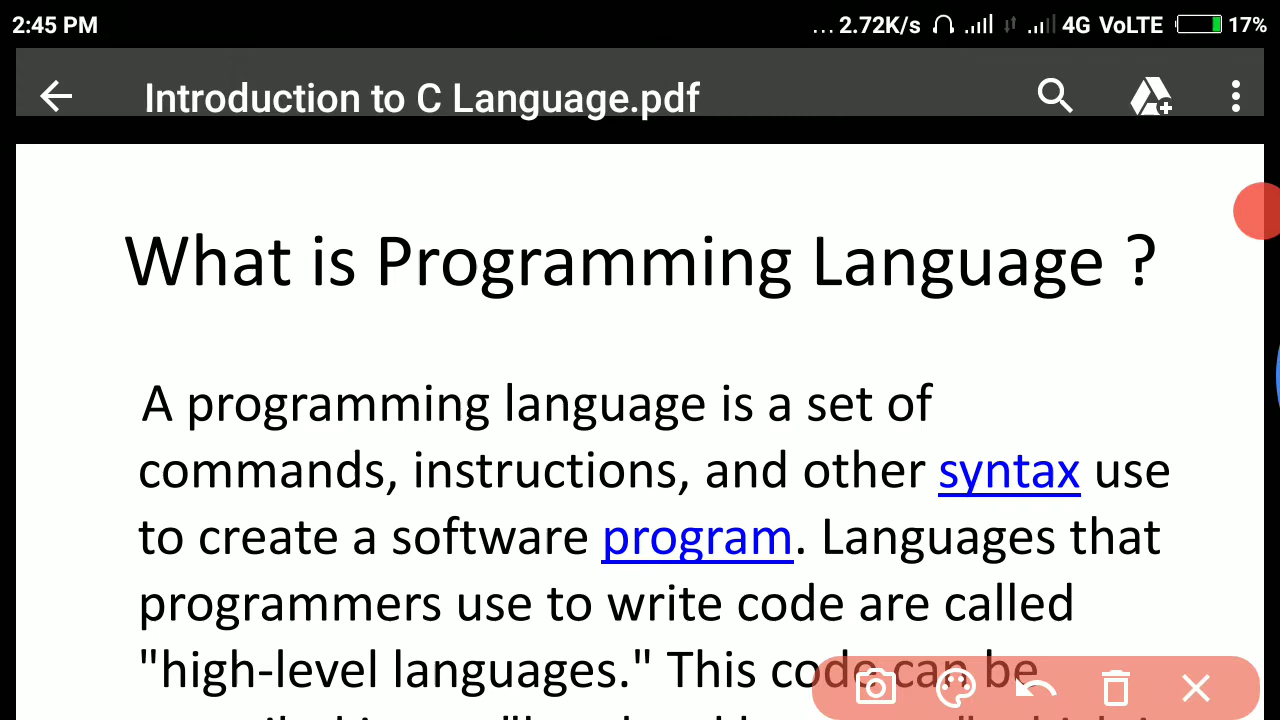 2:45 PM
... 2.72K/s 4G VoLTE 17%
Introduction to C Language.pdf
What is Programming Language ?
A programming language is a set of
commands, instructions, and other syntax use
to create a software program. Languages that
programmers use to write code are called
"high-level languages." This code can be